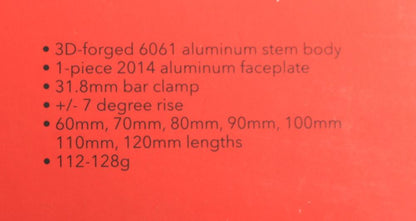 • 3D-forged 6061 aluminum stem body
• 1-piece 2014 aluminum faceplate
• 31.8mm bar clamp
• +/- 7 degree rise
• 60mm, 70mm, 80mm, 90mm, 100mm
110mm, 120mm lengths
• 112-128g